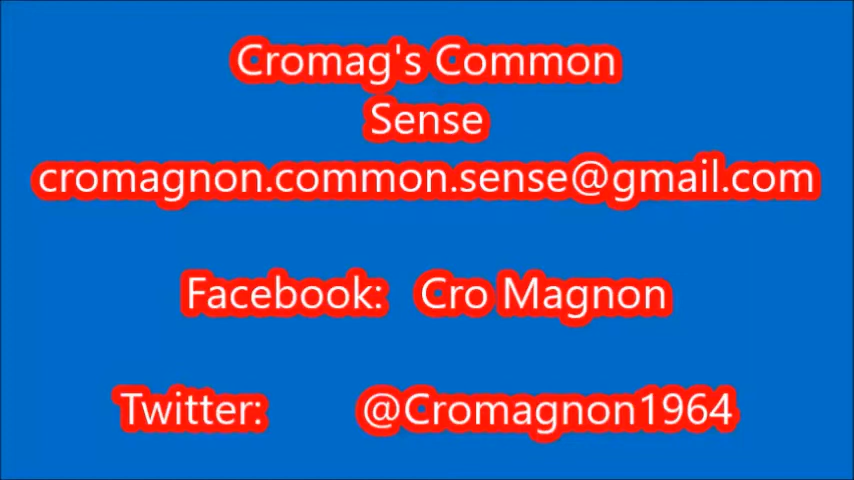 Cromag's Common
Sense
cromagnon.common.sense@gmail.com
Facebook: Cro Magnon
Twitter: @Cromagnon1964